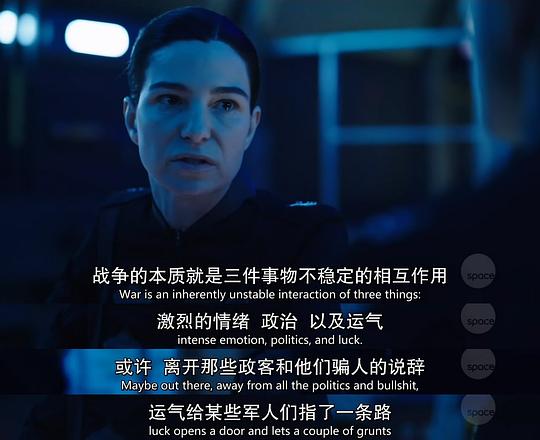 战争的本质就是三件事物不稳定的相互作用
War is an inherently unstable interaction of three things:
space
激烈的情绪 政治 以及运气
intense emotion, politics, and luck.
space
或许 离开那些政客和他们骗人的说辞
Maybe out there, away from all the politics and bullshit,
space
运气给某些军人们指了一条路
luck opens a door and lets a couple of grunts
space